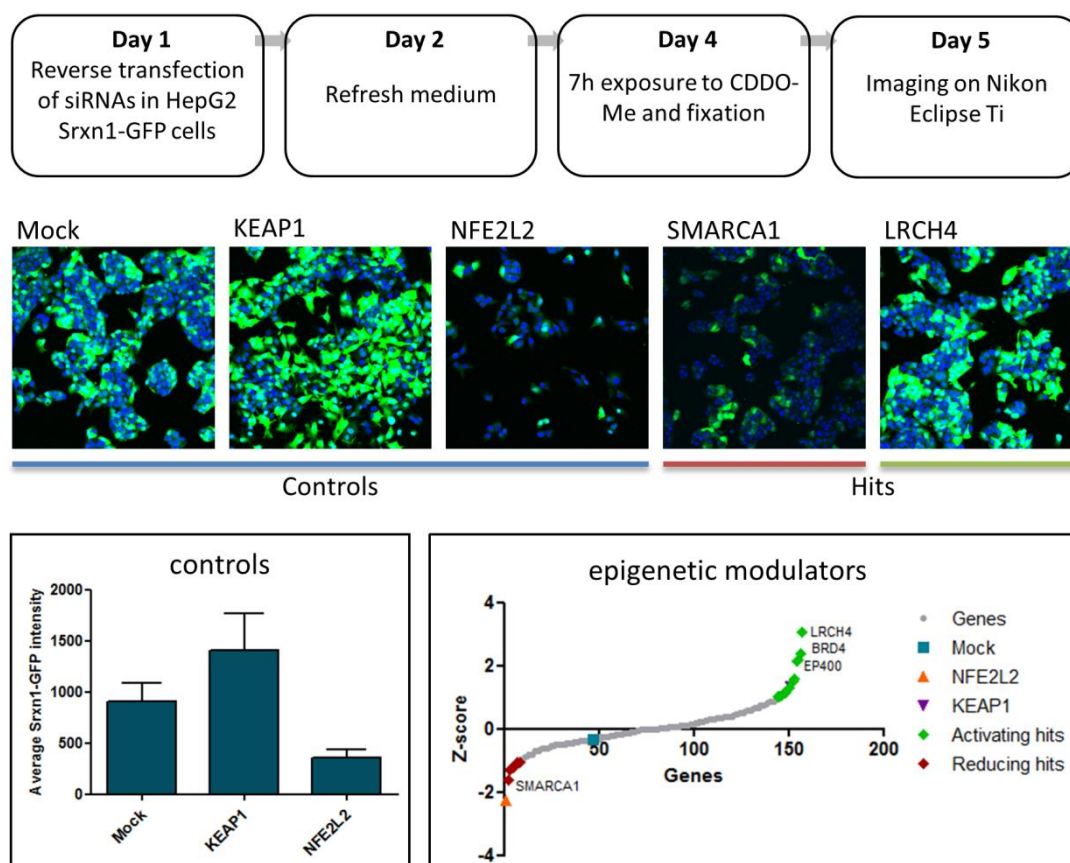 Day 1
Reverse transfection
of siRNAs in HepG2
Srxn1-GFP cells
Day 2
Refresh medium
Day 4
7h exposure to CDDO-
Me and fixation
Day 5
Imaging on Nikon
Eclipse Ti
Mock
KEAP1
NFE2L2
SMARCA1
LRCH4
Controls
Hits
controls
Average Srxn1-GFP intensity
2000
1500
1000
500
0
Mock
KEAP1
NFE2L2
epigenetic modulators
Z-score
4
2
0
-2
-4
50
100
150
200
Genes
LRCH4
BRD4
EP400
SMARCA1
Genes
Mock
NFE2L2
KEAP1
Activating hits
Reducing hits